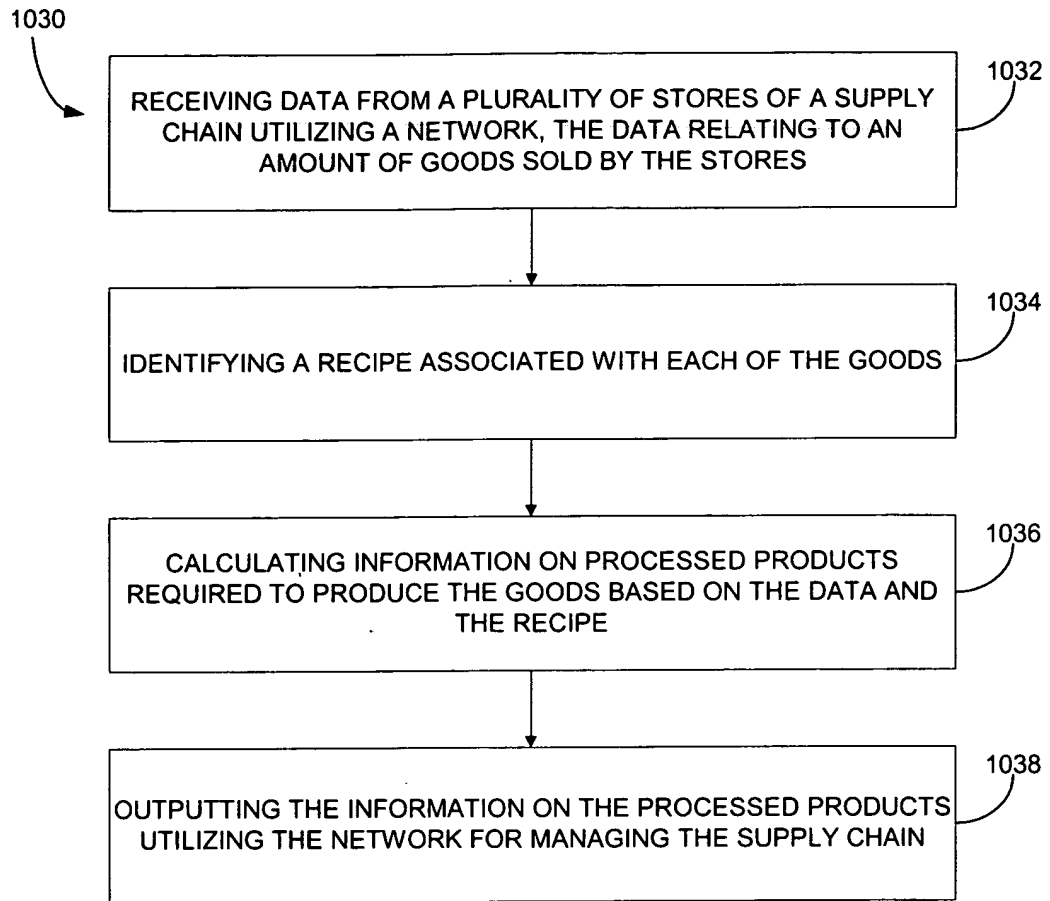 1030
1032
RECEIVING DATA FROM A PLURALITY OF STORES OF A SUPPLY
CHAIN UTILIZING A NETWORK, THE DATA RELATING TO AN
AMOUNT OF GOODS SOLD BY THE STORES
1034
IDENTIFYING A RECIPE ASSOCIATED WITH EACH OF THE GOODS
1036
CALCULATING INFORMATION ON PROCESSED PRODUCTS
REQUIRED TO PRODUCE THE GOODS BASED ON THE DATA AND
THE RECIPE
1038
OUTPUTTING THE INFORMATION ON THE PROCESSED PRODUCTS
UTILIZING THE NETWORK FOR MANAGING THE SUPPLY CHAIN